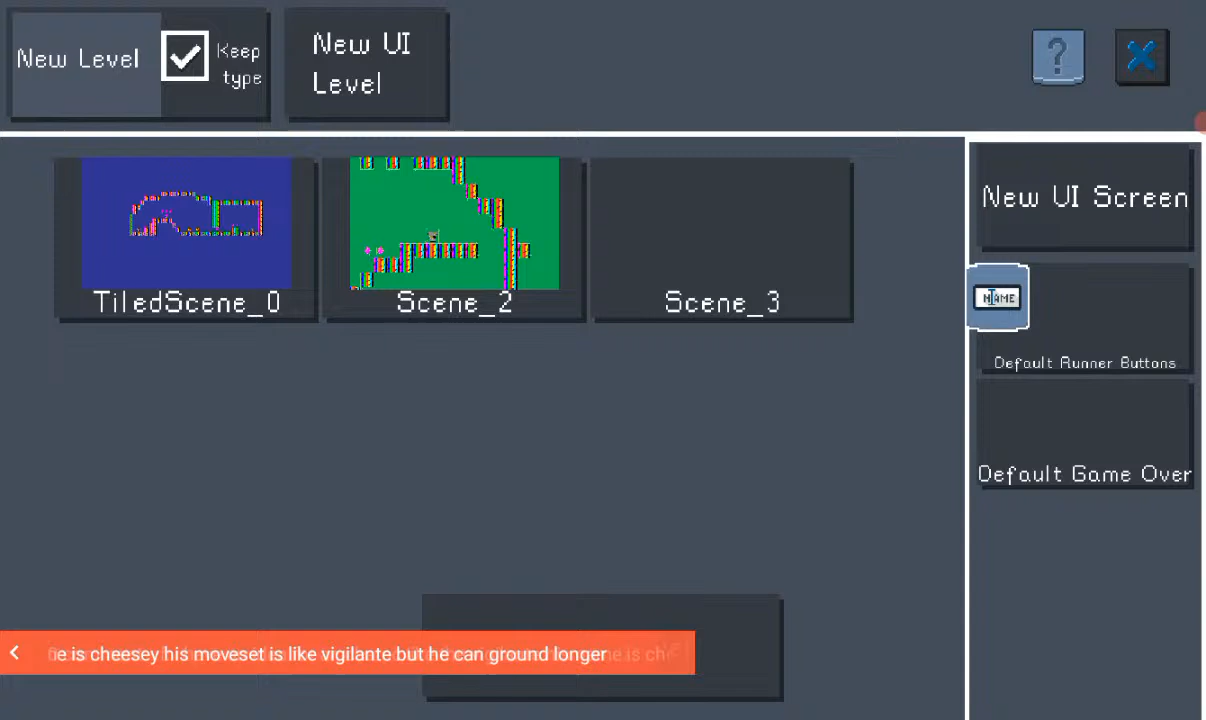 New Level
Keep
type
New UI
Level
?
New UI Screen
TiledScene_0
Scene_2
Scene_3
NAME
Default Runner Buttons
Default Game Over
e is cheesey his moveset is like vigilante but he can ground longer